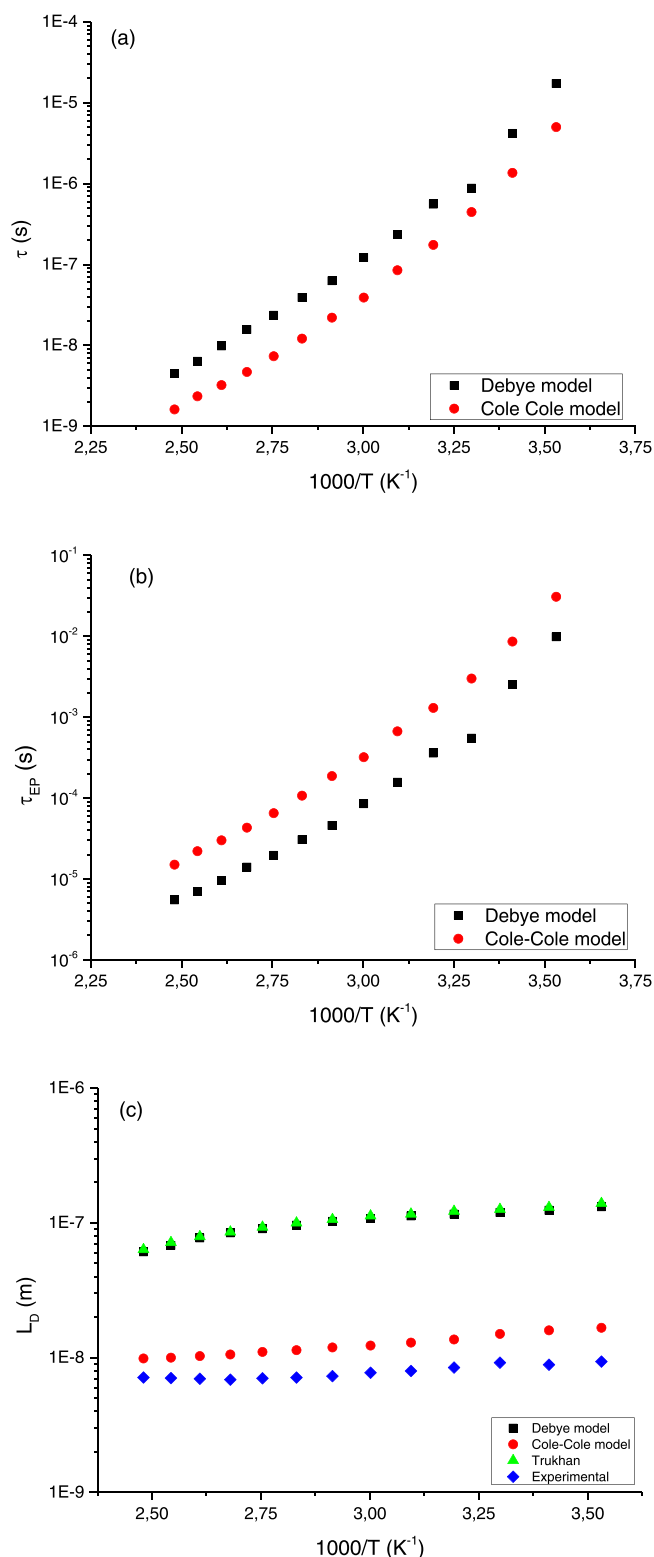 (a)
1E-4
1E-5
1E-6
1E-7
1E-8
1E-9
τ (s)
2,25 2,50 2,75 3,00 3,25 3,50 3,75
1000/T (K⁻¹)
Debye model
Cole Cole model
(b)
10⁻¹
10⁻²
10⁻³
10⁻⁴
10⁻⁵
10⁻⁶
τEP (s)
2,25 2,50 2,75 3,00 3,25 3,50 3,75
1000/T (K⁻¹)
Debye model
Cole-Cole model
(c)
1E-6
1E-7
1E-8
1E-9
LD (m)
2,50 2,75 3,00 3,25 3,50
1000/T (K⁻¹)
Debye model
Cole-Cole model
Trukhan
Experimental